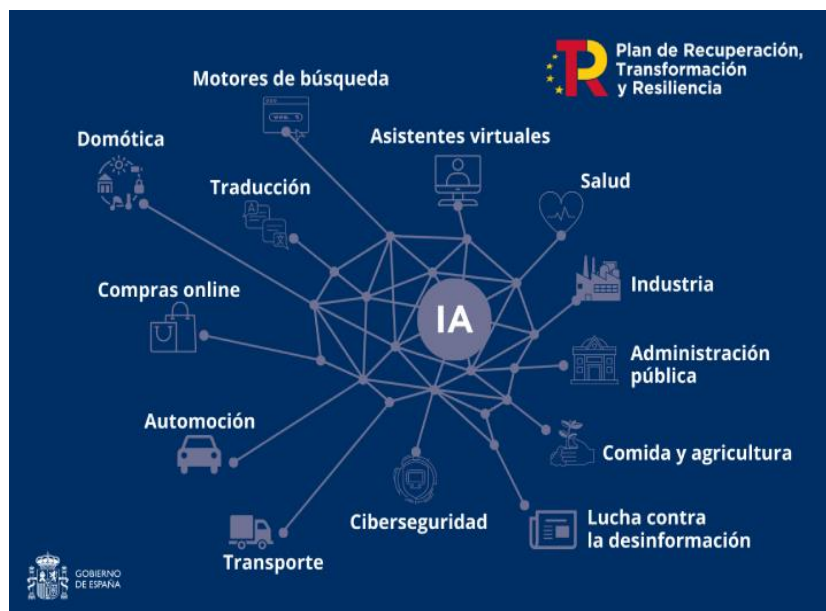 Plan de Recuperación,
Transformación
y Resiliencia
Motores de búsqueda
Domótica
Asistentes virtuales
Traducción
Salud
Compras online
IA
Industria
Administración
pública
Automoción
Comida y agricultura
Ciberseguridad
Lucha contra
la desinformación
Transporte
GOBIERNO
DE ESPAÑA